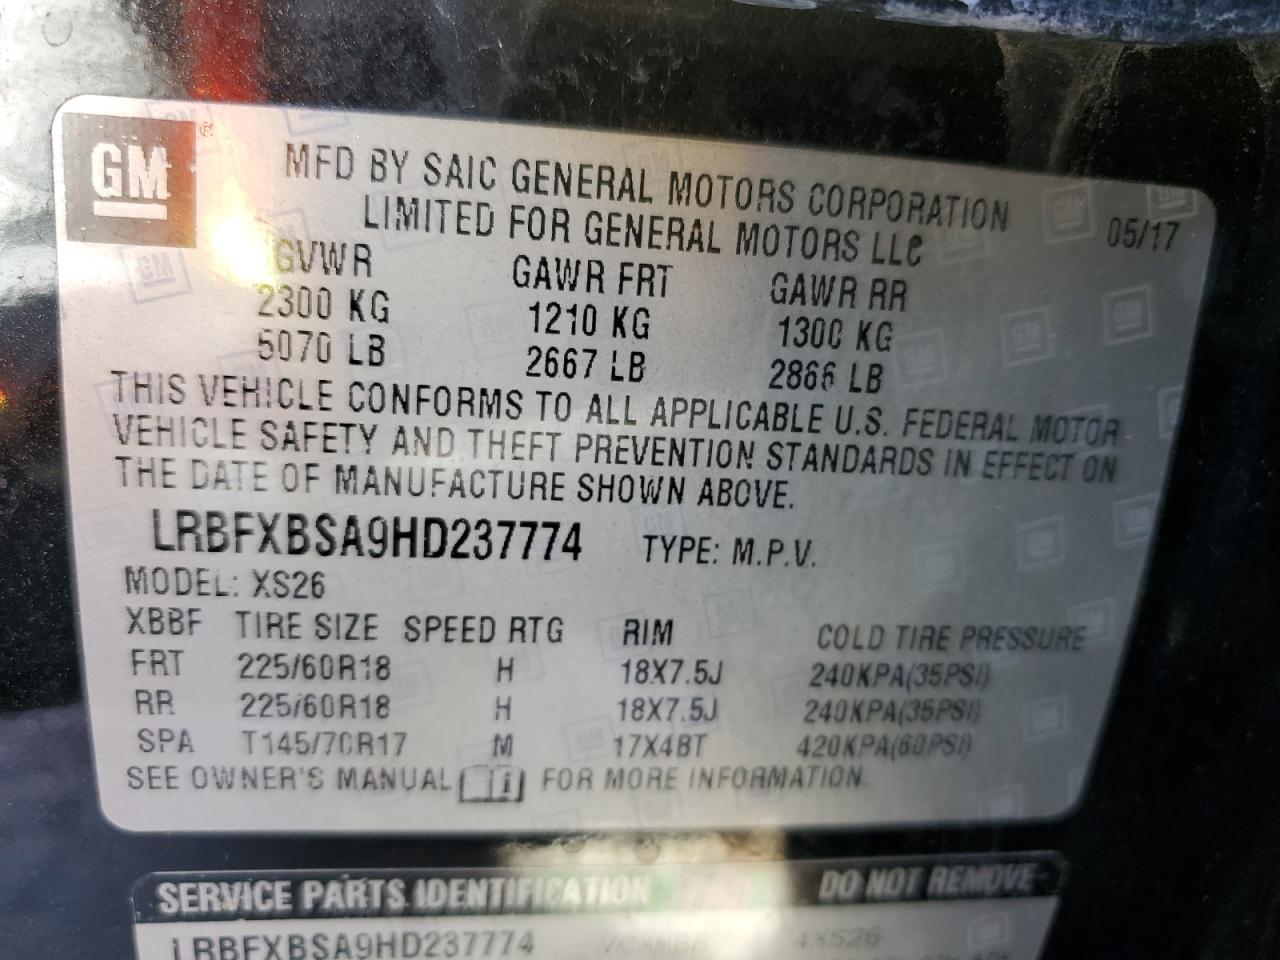 GM
MFD BY SAIC GENERAL MOTORS CORPORATION
LIMITED FOR GENERAL MOTORS LLC
05/17
GVWR GAWR FRT GAWR RR
2300 KG 1210 KG 1300 KG
5070 LB 2667 LB 2866 LB
THIS VEHICLE CONFORMS TO ALL APPLICABLE U.S. FEDERAL MOTOR
VEHICLE SAFETY AND THEFT PREVENTION STANDARDS IN EFFECT ON
THE DATE OF MANUFACTURE SHOWN ABOVE.
LRBFXBSA9HD237774 TYPE: M.P.V.
MODEL: XS26
XBBF TIRE SIZE SPEED RTG RIM COLD TIRE PRESSURE
FRT 225/60R18 H 18X7.5J 240KPA(35PSI)
RR 225/60R18 H 18X7.5J 240KPA(35PSI)
SPA T145/70R17 M 17X4BT 420KPA(60PSI)
SEE OWNER'S MANUAL FOR MORE INFORMATION.
SERVICE PARTS IDENTIFICATION DO NOT REMOVE
LRBFXBSA9HD237774 4XS26